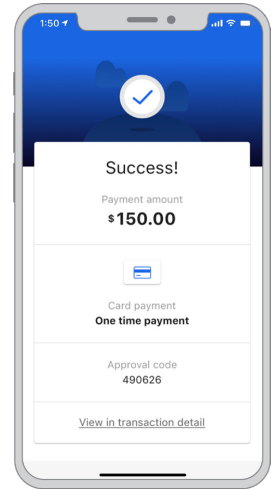 1:50
Success!
Payment amount
$150.00
Card payment
One time payment
Approval code
490626
View in transaction detail